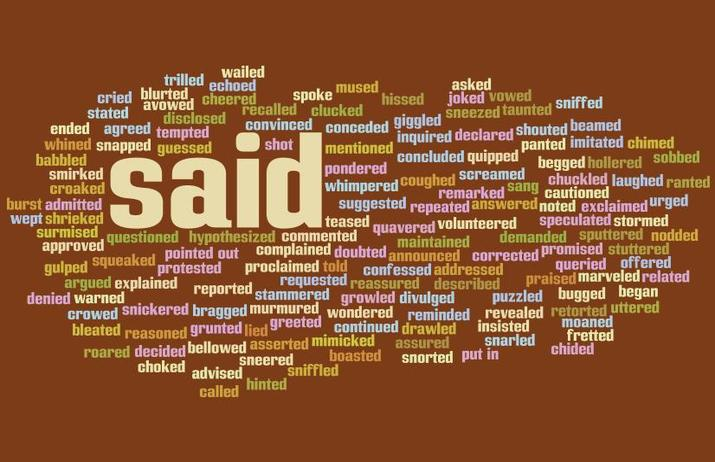 wailed
trilled echoed
cried blurted cheered spoke mused hissed asked joked vowed sniffed
stated avowed recalled clucked sneezed taunted
disclosed giggled
ended agreed tempted convinced conceded inquired declared shouted beamed
whined snapped guessed shot mentioned panted imitated chimed
babbled concluded quipped begged hollered sobbed
smirked pondered
croaked whimpered coughed screamed chuckled laughed ranted
remarked sang cautioned
burst admitted suggested repeated answered noted exclaimed urged
said
wept shrieked teased quavered volunteered speculated stormed
surmised questioned hypothesized commented maintained demanded sputtered nodded
approved pointed out complained doubted announced corrected promised stuttered
gulped squeaked protested proclaimed told confessed addressed queried offered
argued explained requested reassured described praised marveled related
denied warned reported stammered growled divulged puzzled bugged began
crowed snickered bragged murmured wondered reminded revealed retorted uttered
bleated reasoned grunted lied greeted continued drawled insisted moaned
fretted
roared decided bellowed asserted mimicked assured snarled
choked sneered boasted snorted put in chided
advised sniffled
called hinted